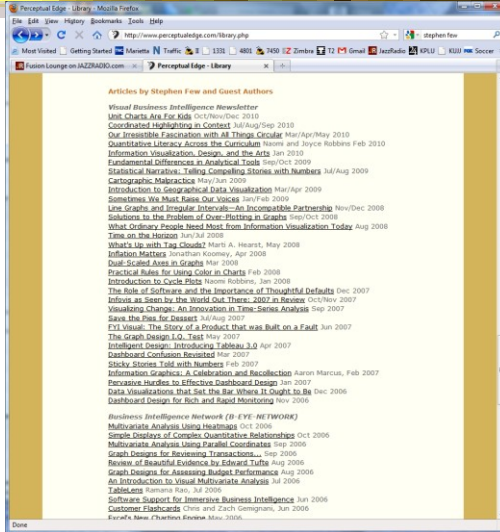 Perceptual Edge - Library - Mozilla Firefox
File Edit View History Bookmarks Tools Help
http://www.perceptualedge.com/library.php
stephen few
Most Visited Getting Started Marietta Traffic 1331 4801 7450 Zimbra T2 Gmail JazzRadio KPLU KUJJ Soccer
Fusion Lounge on JAZZRADIO.com Perceptual Edge - Library
Articles by Stephen Few and Guest Authors
Visual Business Intelligence Newsletter
Unit Charts Are For Kids Oct/Nov/Dec 2010
Coordinated Highlighting in Context Jul/Aug/Sep 2010
Our Irresistible Fascination with All Things Circular Mar/Apr/May 2010
Quantitative Literacy Across the Curriculum Naomi and Joyce Robbins Feb 2010
Information Visualization, Design, and the Arts Jan 2010
Fundamental Differences in Analytical Tools Sep/Oct 2009
Statistical Narrative: Telling Compelling Stories with Numbers Jul/Aug 2009
Cartographic Malpractice May/Jun 2009
Introduction to Geographical Data Visualization Mar/Apr 2009
Sometimes We Must Raise Our Voices Jan/Feb 2009
Line Graphs and Irregular Intervals—An Incompatible Partnership Nov/Dec 2008
Solutions to the Problem of Over-Plotting in Graphs Sep/Oct 2008
What Ordinary People Need Most from Information Visualization Today Aug 2008
Time on the Horizon Jun/Jul 2008
What's Up with Tag Clouds? Marti A. Hearst, May 2008
Inflation Matters Jonathan Koomey, Apr 2008
Dual-Scaled Axes in Graphs Mar 2008
Practical Rules for Using Color in Charts Feb 2008
Introduction to Cycle Plots Naomi Robbins, Jan 2008
The Role of Software and the Importance of Thoughtful Defaults Dec 2007
Infovis as Seen by the World Out There: 2007 in Review Oct/Nov 2007
Visualizing Change: An Innovation in Time-Series Analysis Sep 2007
Save the Pies for Dessert Jul/Aug 2007
FYI Visual: The Story of a Product that was Built on a Fault Jun 2007
The Graph Design I.Q. Test May 2007
Intelligent Design: Introducing Tableau 3.0 Apr 2007
Dashboard Confusion Revisited Mar 2007
Sticky Stories Told with Numbers Feb 2007
Information Graphics: A Celebration and Recollection Aaron Marcus, Feb 2007
Pervasive Hurdles to Effective Dashboard Design Jan 2007
Data Visualizations that Set the Bar Where It Ought to Be Dec 2006
Dashboard Design for Rich and Rapid Monitoring Nov 2006
Business Intelligence Network (B-EYE-NETWORK)
Multivariate Analysis Using Heatmaps Oct 2006
Simple Displays of Complex Quantitative Relationships Oct 2006
Multivariate Analysis Using Parallel Coordinates Sep 2006
Graph Designs for Reviewing Transactions... Sep 2006
Review of Beautiful Evidence by Edward Tufte Aug 2006
Graph Designs for Assessing Budget Performance Aug 2006
An Introduction to Visual Multivariate Analysis Jul 2006
TableLens Ramana Rao, Jul 2006
Software Support for Immersive Business Intelligence Jun 2006
Customer Flashcards Chris and Zach Gemignani, Jun 2006
Excel's New Charting Engine May 2006
Done